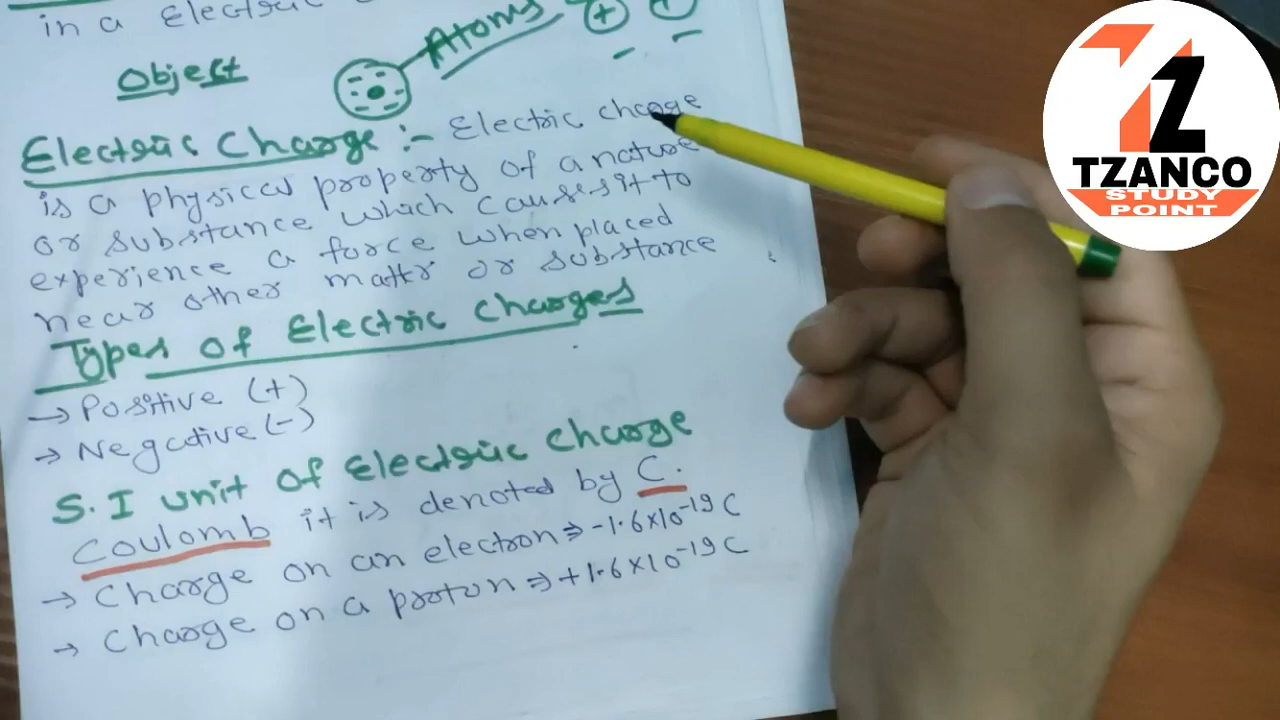 in a Electric
Object
Atoms
+ +
- -
Electric Charge :- Electric charge
is a physical property of a nature
or substance which causes it to
experience a force when placed
near other mattr or substance
Types of Electric Charges
→ Positive (+)
→ Negative (-)
S.I unit of Electric Charge
Coulomb it is denoted by C.
→ Charge on an electron ⇒ -1.6×10⁻¹⁹ C
→ Charge on a proton ⇒ +1.6×10⁻¹⁹ C
TZ
TZANCO
STUDY
POINT